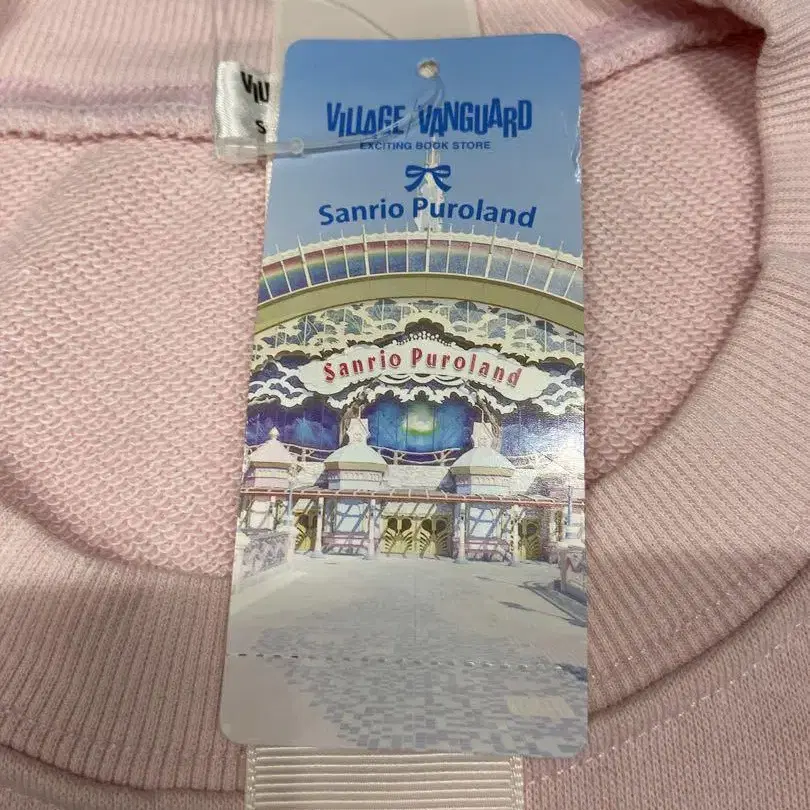 VILLAGE/VANGUARD
EXCITING BOOK STORE
Sanrio Puroland
Sanrio Puroland
S